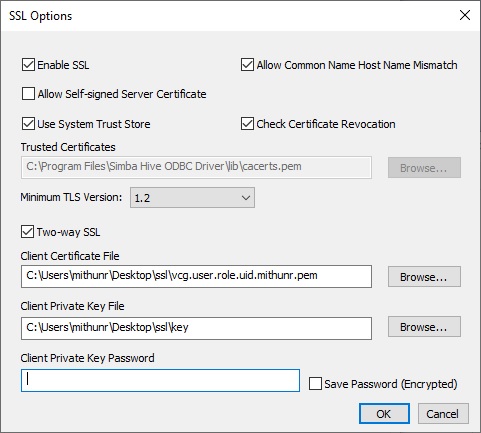 SSL Options
Enable SSL
Allow Common Name Host Name Mismatch
Allow Self-signed Server Certificate
Use System Trust Store
Check Certificate Revocation
Trusted Certificates
C:\Program Files\Simba Hive ODBC Driver\lib\cacerts.pem
Browse...
Minimum TLS Version:
1.2
Two-way SSL
Client Certificate File
C:\Users\mithunr\Desktop\ssl\vcg.user.role.uid.mithunr.pem
Browse...
Client Private Key File
C:\Users\mithunr\Desktop\ssl\key
Browse...
Client Private Key Password
Save Password (Encrypted)
OK
Cancel